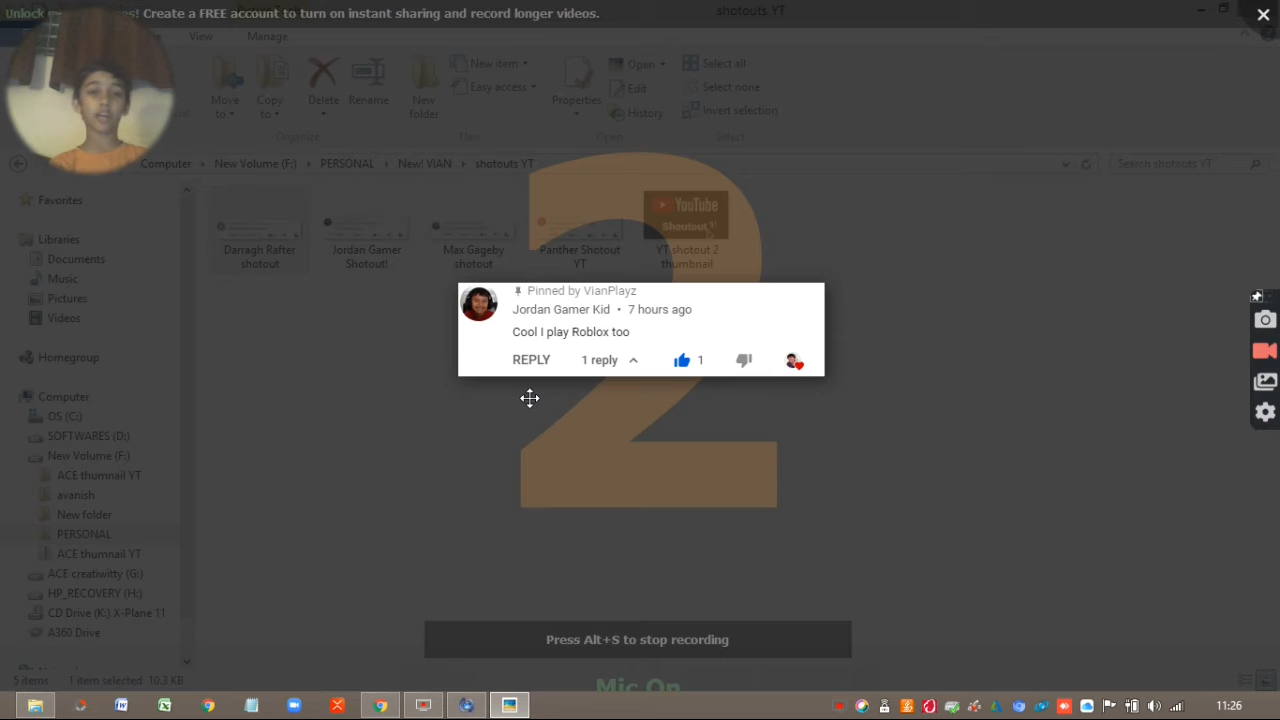 Unlock es! Create a FREE account to turn on instant sharing and record longer videos.
shotouts YT
View
Manage
Move to
Copy to
Delete
Rename
New folder
New item
Easy access
Properties
Open
Edit
History
Select all
Select none
Invert selection
Organize
New
Open
Select
Computer
New Volume (F:)
PERSONAL
New! VIAN
shotouts YT
Search shotouts YT
Favorites
Libraries
Documents
Music
Pictures
Videos
Homegroup
Computer
OS (C:)
SOFTWARES (D:)
New Volume (F:)
ACE thumnail YT
avanish
New folder
PERSONAL
ACE thumnail YT
ACE creatiwitty (G:)
HP_RECOVERY (H:)
CD Drive (K:) X-Plane 11
A360 Drive
Darragh Rafter shotout
Jordan Gamer Shotout!
Max Gageby shotout
Panther Shotout YT
YouTube
Shoutout
YT shotout 2 thumbnail
2
Pinned by VianPlayz
Jordan Gamer Kid • 7 hours ago
Cool I play Roblox too
REPLY 1 reply 1
Press Alt+S to stop recording
Mic On
5 items 1 item selected 10.3 KB
11:26